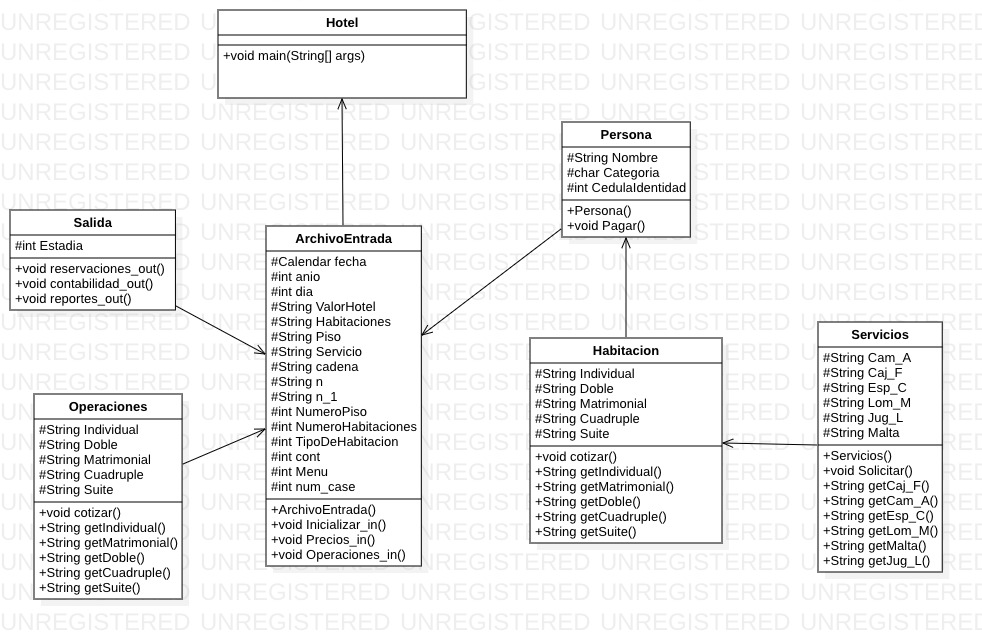 Hotel
+void main(String[] args)
Persona
#String Nombre
#char Categoria
#int CedulaIdentidad
+Persona()
+void Pagar()
Salida
#int Estadia
+void reservaciones_out()
+void contabilidad_out()
+void reportes_out()
ArchivoEntrada
#Calendar fecha
#int anio
#int dia
#String ValorHotel
#String Habitaciones
#String Piso
#String Servicio
#String cadena
#String n
#String n_1
#int NumeroPiso
#int NumeroHabitaciones
#int TipoDeHabitacion
#int cont
#int Menu
#int num_case
+ArchivoEntrada()
+void Inicializar_in()
+void Precios_in()
+void Operaciones_in()
Operaciones
#String Individual
#String Doble
#String Matrimonial
#String Cuadruple
#String Suite
+void cotizar()
+String getIndividual()
+String getMatrimonial()
+String getDoble()
+String getCuadruple()
+String getSuite()
Habitacion
#String Individual
#String Doble
#String Matrimonial
#String Cuadruple
#String Suite
+void cotizar()
+String getIndividual()
+String getMatrimonial()
+String getDoble()
+String getCuadruple()
+String getSuite()
Servicios
#String Cam_A
#String Caj_F
#String Esp_C
#String Lom_M
#String Jug_L
#String Malta
+Servicios()
+void Solicitar()
+String getCaj_F()
+String getCam_A()
+String getEsp_C()
+String getLom_M()
+String getMalta()
+String getJug_L()
UNREGISTERED